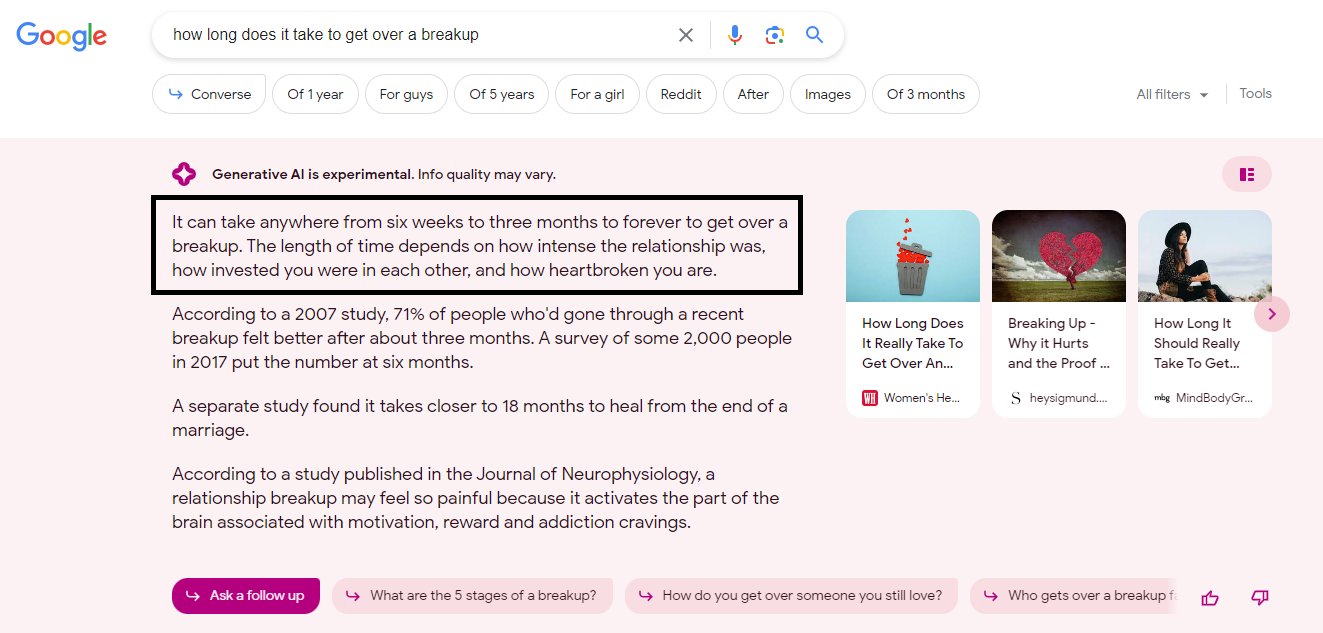 Google
how long does it take to get over a breakup
Converse
Of 1 year
For guys
Of 5 years
For a girl
Reddit
After
Images
Of 3 months
All filters
Tools
Generative AI is experimental. Info quality may vary.
It can take anywhere from six weeks to three months to forever to get over a
breakup. The length of time depends on how intense the relationship was,
how invested you were in each other, and how heartbroken you are.
According to a 2007 study, 71% of people who'd gone through a recent
breakup felt better after about three months. A survey of some 2,000 people
in 2017 put the number at six months.
A separate study found it takes closer to 18 months to heal from the end of a
marriage.
According to a study published in the Journal of Neurophysiology, a
relationship breakup may feel so painful because it activates the part of the
brain associated with motivation, reward and addiction cravings.
How Long Does
It Really Take To
Get Over An...
WH Women's He...
Breaking Up -
Why it Hurts
and the Proof ...
S heysigmund....
How Long It
Should Really
Take To Get...
mbg MindBodyGr...
Ask a follow up
What are the 5 stages of a breakup?
How do you get over someone you still love?
Who gets over a breakup